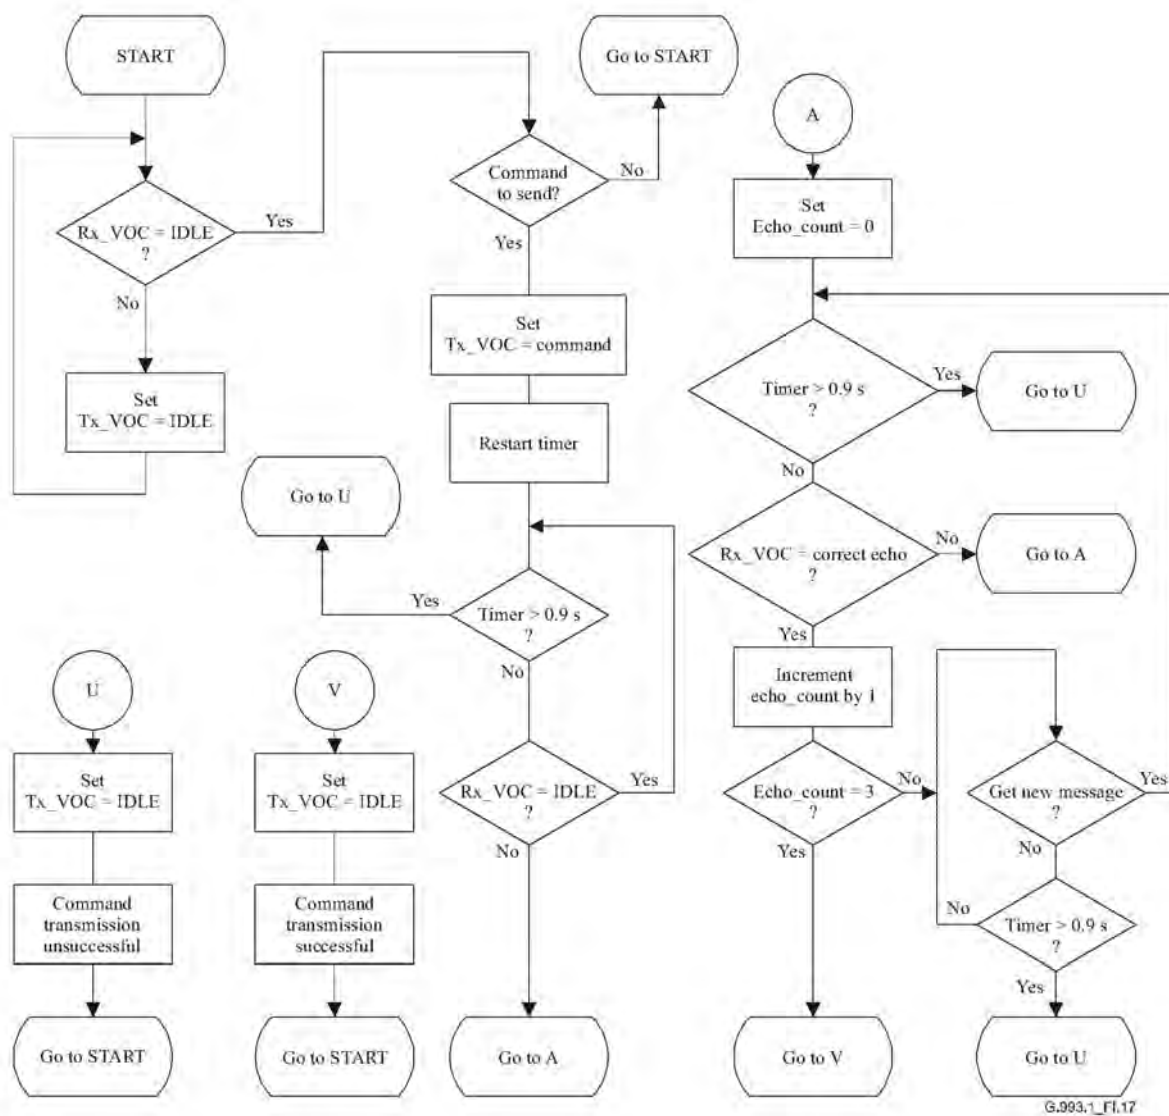 START
Rx_VOC = IDLE
?
Yes
No
Set
Tx_VOC = IDLE
Go to START
Command
to send?
No
Yes
Set
Tx_VOC = command
Restart timer
Go to U
Yes
Timer > 0.9 s
?
No
Rx_VOC = IDLE
?
Yes
No
Go to A
U
Set
Tx_VOC = IDLE
Command
transmission
unsuccessful
Go to START
V
Set
Tx_VOC = IDLE
Command
transmission
successful
Go to START
A
Set
Echo_count = 0
Timer > 0.9 s
?
Yes
Go to U
No
Rx_VOC = correct echo
?
No
Go to A
Yes
Increment
echo_count by 1
Echo_count = 3
?
No
Yes
Go to V
Get new message
?
Yes
No
Timer > 0.9 s
?
No
Yes
Go to U
G.993.1_FI.17